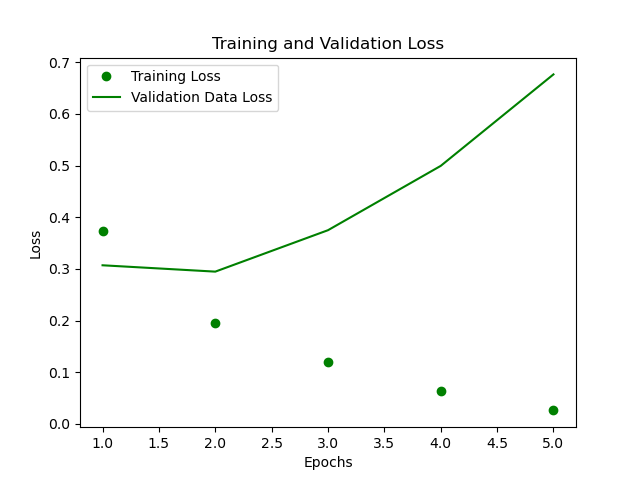 Training and Validation Loss
Training Loss
Validation Data Loss
Loss
0.7
0.6
0.5
0.4
0.3
0.2
0.1
0.0
1.0 1.5 2.0 2.5 3.0 3.5 4.0 4.5 5.0
Epochs